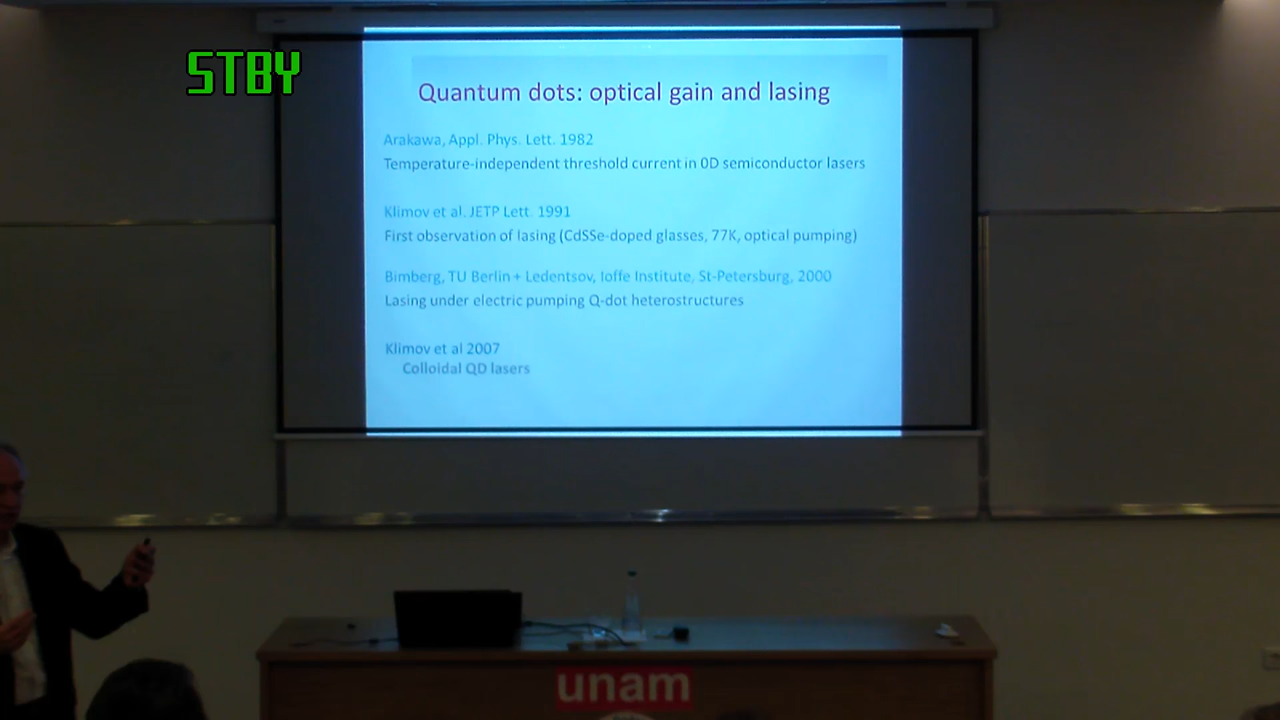 STBY
Quantum dots: optical gain and lasing
Arakawa, Appl. Phys. Lett. 1982
Temperature-independent threshold current in 0D semiconductor lasers
Klimov et al. JETP Lett. 1991
First observation of lasing (CdSSe-doped glasses, 77K, optical pumping)
Bimberg, TU Berlin + Ledentsov, Ioffe Institute, St-Petersburg, 2000
Lasing under electric pumping Q-dot heterostructures
Klimov et al 2007
Colloidal QD lasers
unam